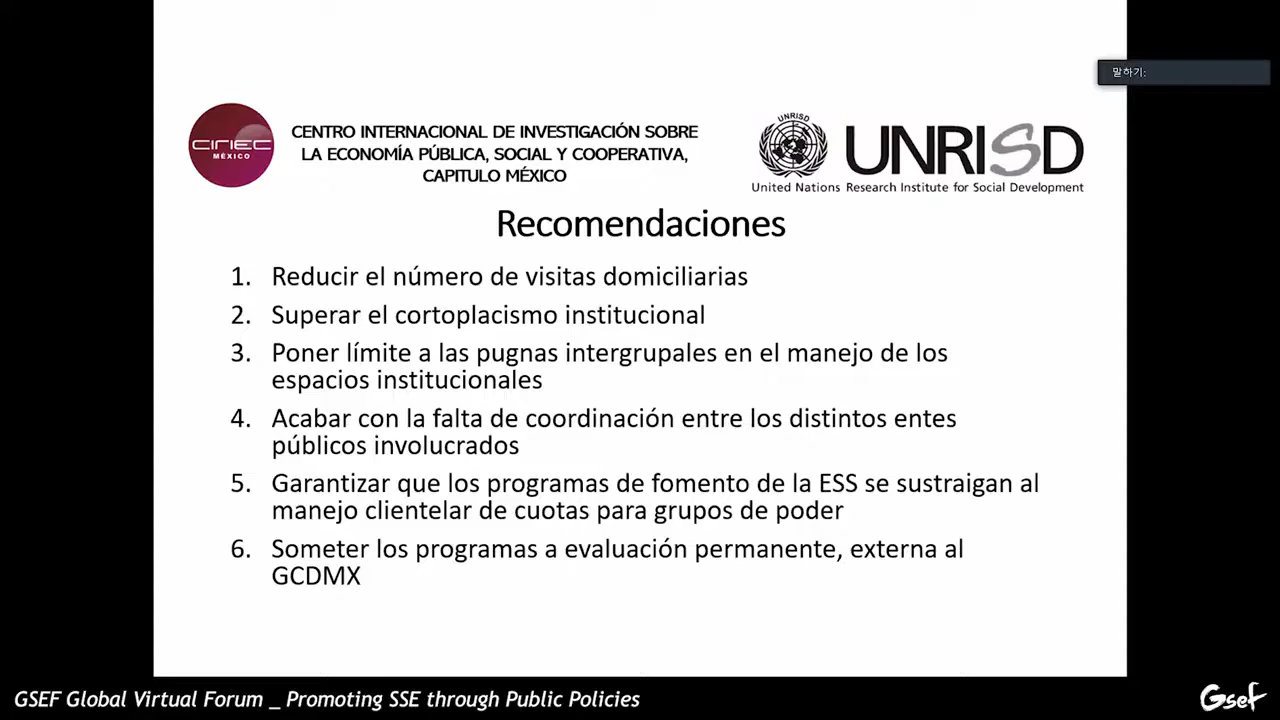 말하기:
CIRIEC
MÉXICO
CENTRO INTERNACIONAL DE INVESTIGACIÓN SOBRE
LA ECONOMÍA PÚBLICA, SOCIAL Y COOPERATIVA,
CAPITULO MÉXICO
UNRISD
UNRISD
United Nations Research Institute for Social Development
Recomendaciones
1. Reducir el número de visitas domiciliarias
2. Superar el cortoplacismo institucional
3. Poner límite a las pugnas intergrupales en el manejo de los
espacios institucionales
4. Acabar con la falta de coordinación entre los distintos entes
públicos involucrados
5. Garantizar que los programas de fomento de la ESS se sustraigan al
manejo clientelar de cuotas para grupos de poder
6. Someter los programas a evaluación permanente, externa al
GCDMX
GSEF Global Virtual Forum _ Promoting SSE through Public Policies
Gsef